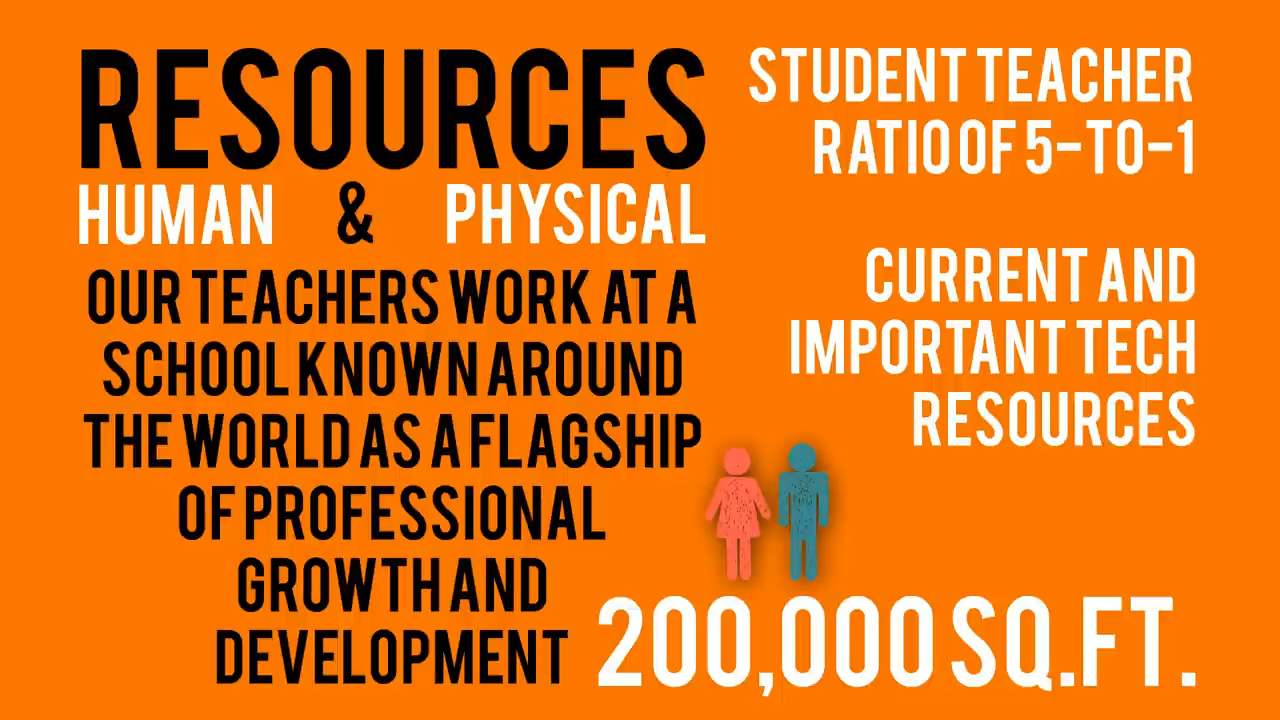 RESOURCES
HUMAN & PHYSICAL
OUR TEACHERS WORK AT A
SCHOOL KNOWN AROUND
THE WORLD AS A FLAGSHIP
OF PROFESSIONAL
GROWTH AND
DEVELOPMENT
STUDENT TEACHER
RATIO OF 5-TO-1
CURRENT AND
IMPORTANT TECH
RESOURCES
200,000 SQ.FT.